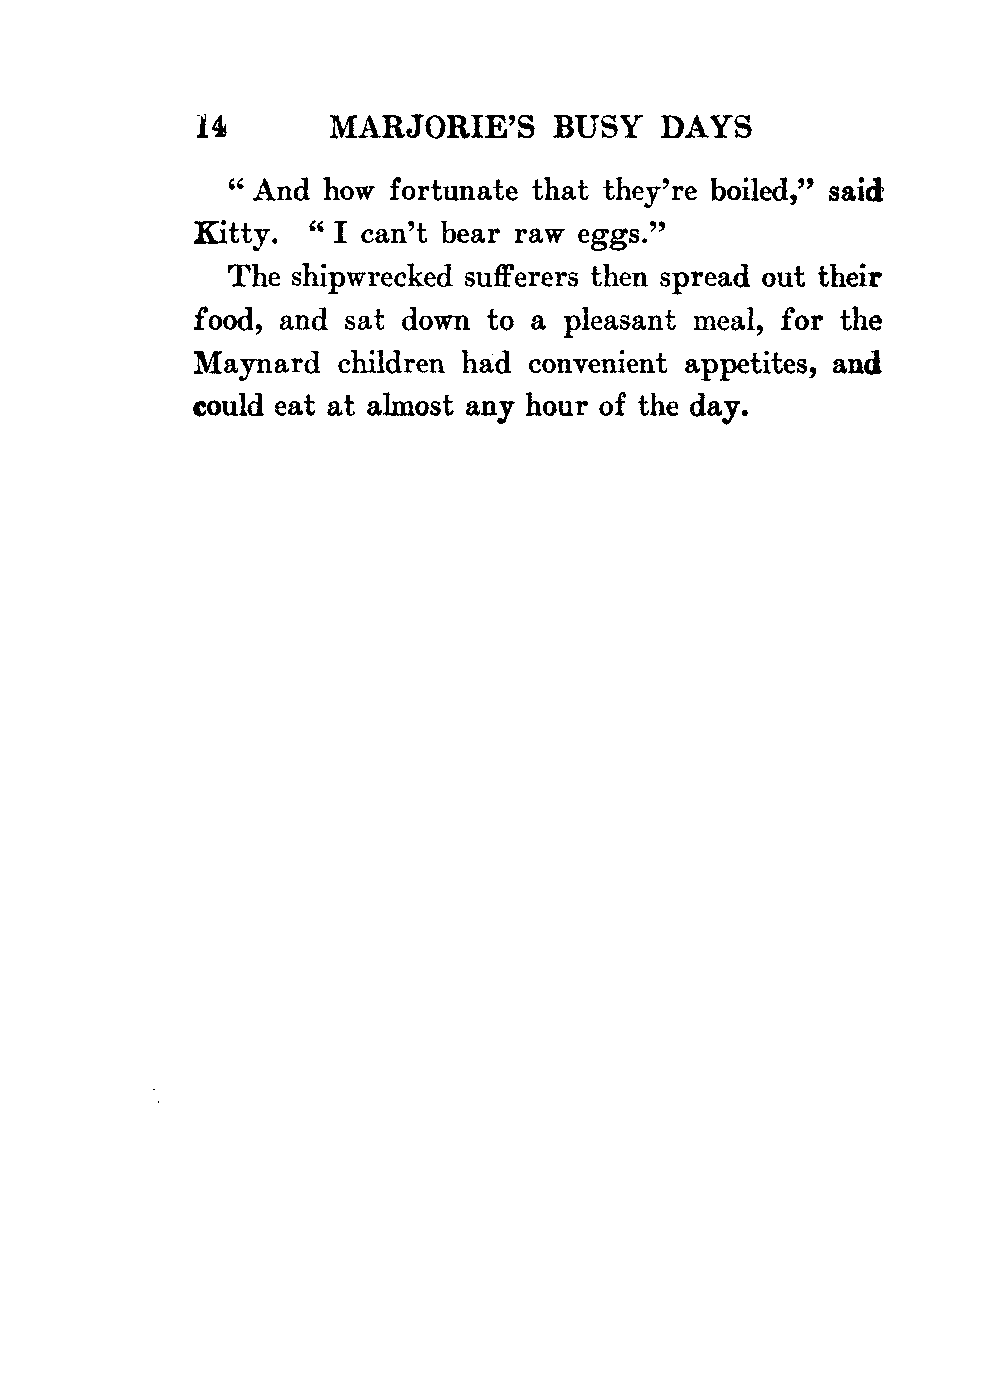 14 MARJORIE'S BUSY DAYS
" And how fortunate that they're boiled," said
Kitty. " I can't bear raw eggs."
The shipwrecked sufferers then spread out their
food, and sat down to a pleasant meal, for the
Maynard children had convenient appetites, and
could eat at almost any hour of the day.